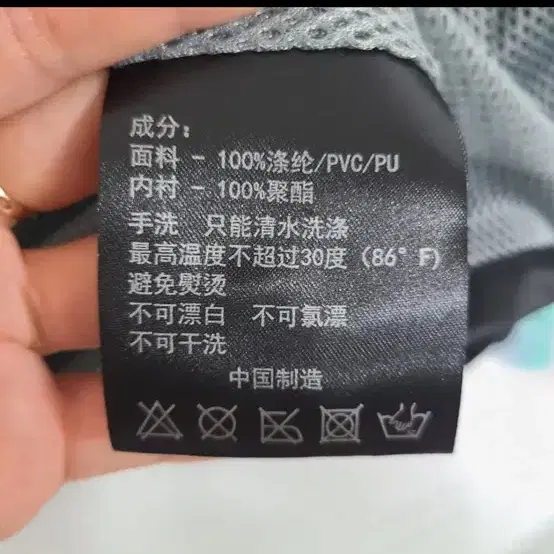 成分：
面料 - 100%涤纶/PVC/PU
内衬 - 100%聚酯
手洗 只能清水洗涤
最高温度不超过30度（86°F）
避免熨烫
不可漂白 不可氯漂
不可干洗
中国制造